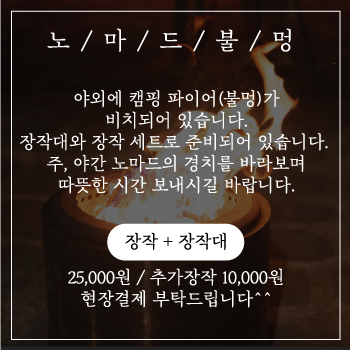 노 / 마 / 드 / 불 / 멍
야외에 캠핑 파이어(불멍)가
비치되어 있습니다.
장작대와 장작 세트로 준비되어 있습니다.
주, 야간 노마드의 경치를 바라보며
따뜻한 시간 보내시길 바랍니다.
장작 + 장작대
25,000원 / 추가장작 10,000원
현장결제 부탁드립니다^^